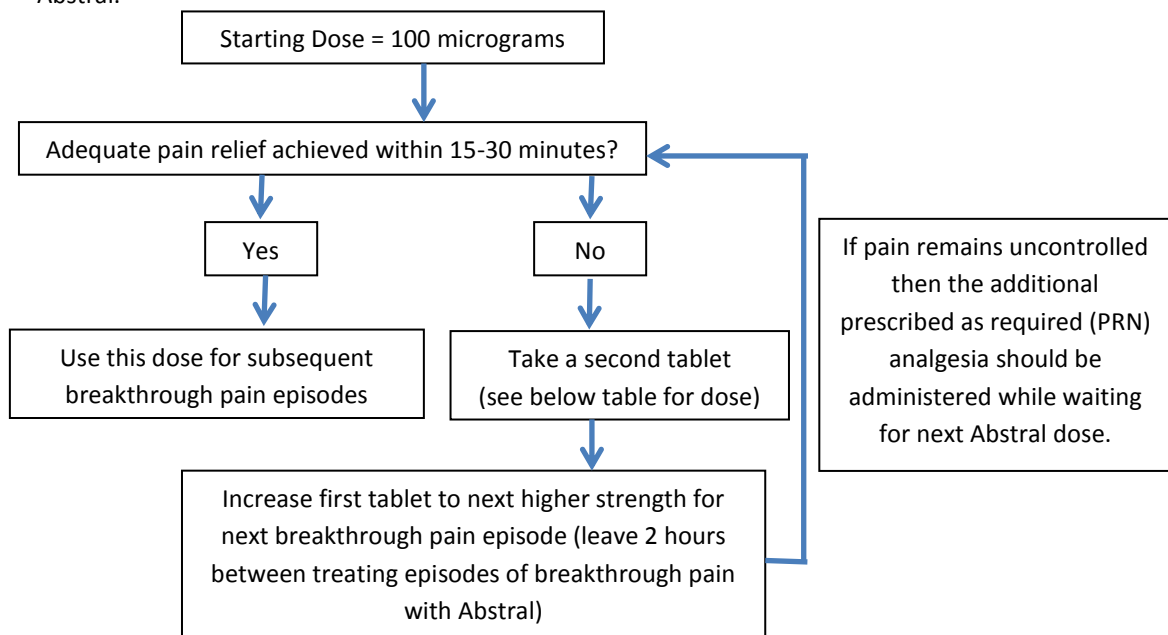 Abstral.
Starting Dose = 100 micrograms
Adequate pain relief achieved within 15-30 minutes?
Yes
No
Use this dose for subsequent
breakthrough pain episodes
Take a second tablet
(see below table for dose)
Increase first tablet to next higher strength for
next breakthrough pain episode (leave 2 hours
between treating episodes of breakthrough pain
with Abstral)
If pain remains uncontrolled
then the additional
prescribed as required (PRN)
analgesia should be
administered while waiting
for next Abstral dose.